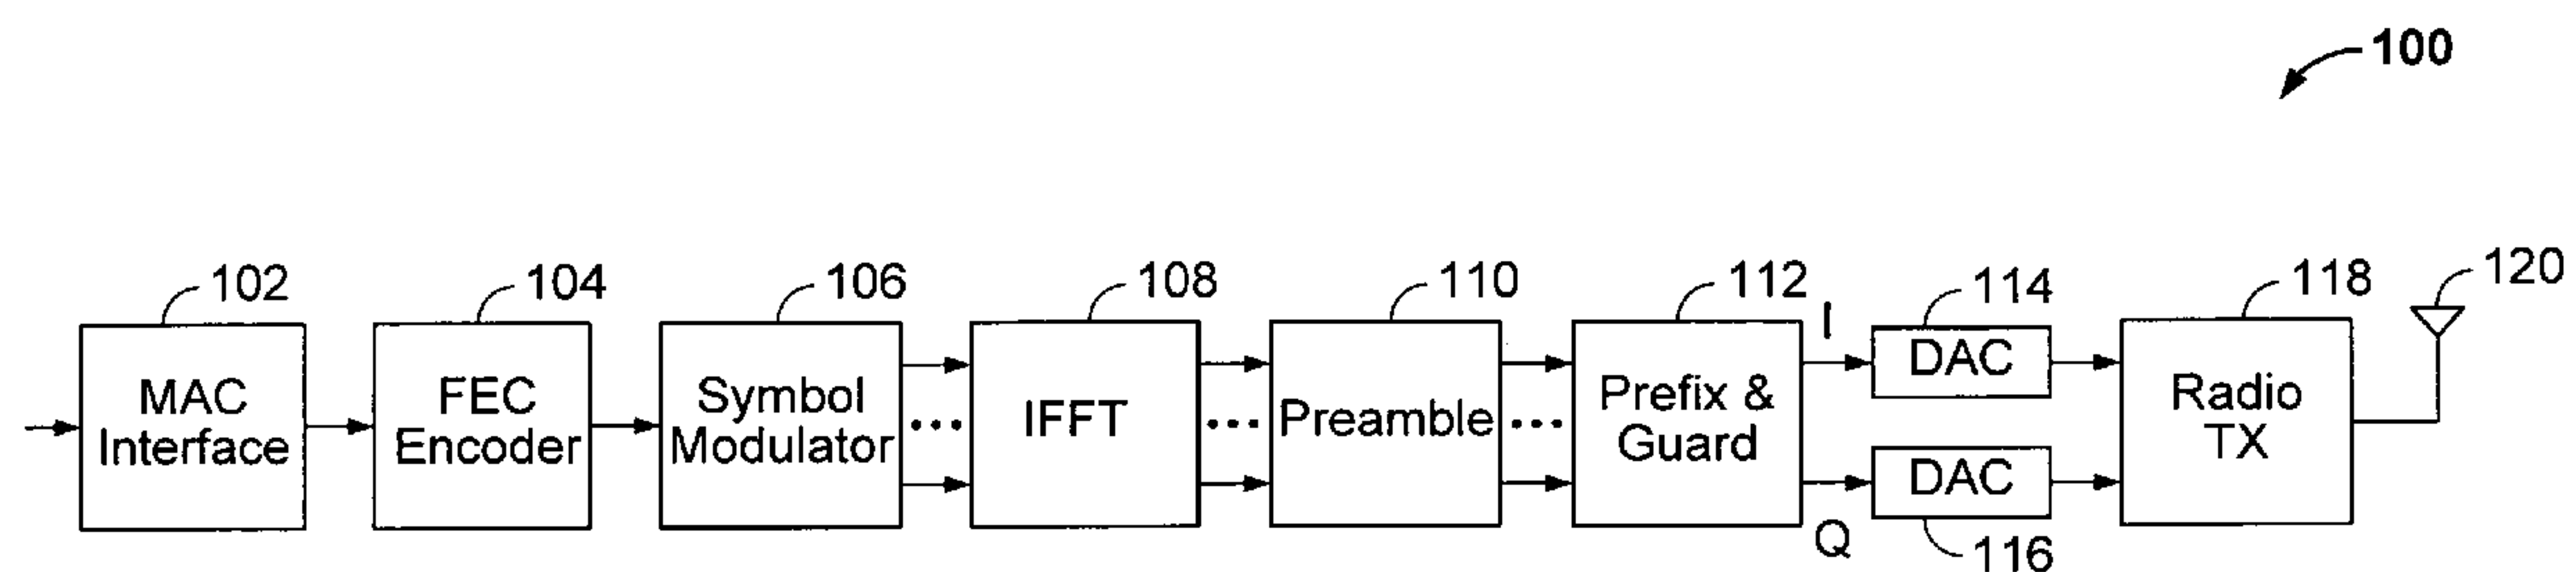 100
102
104
106
108
110
112
114
118
120
MAC
Interface
FEC
Encoder
Symbol
Modulator
IFFT
Preamble
Prefix &
Guard
I
DAC
Q
DAC
116
Radio
TX